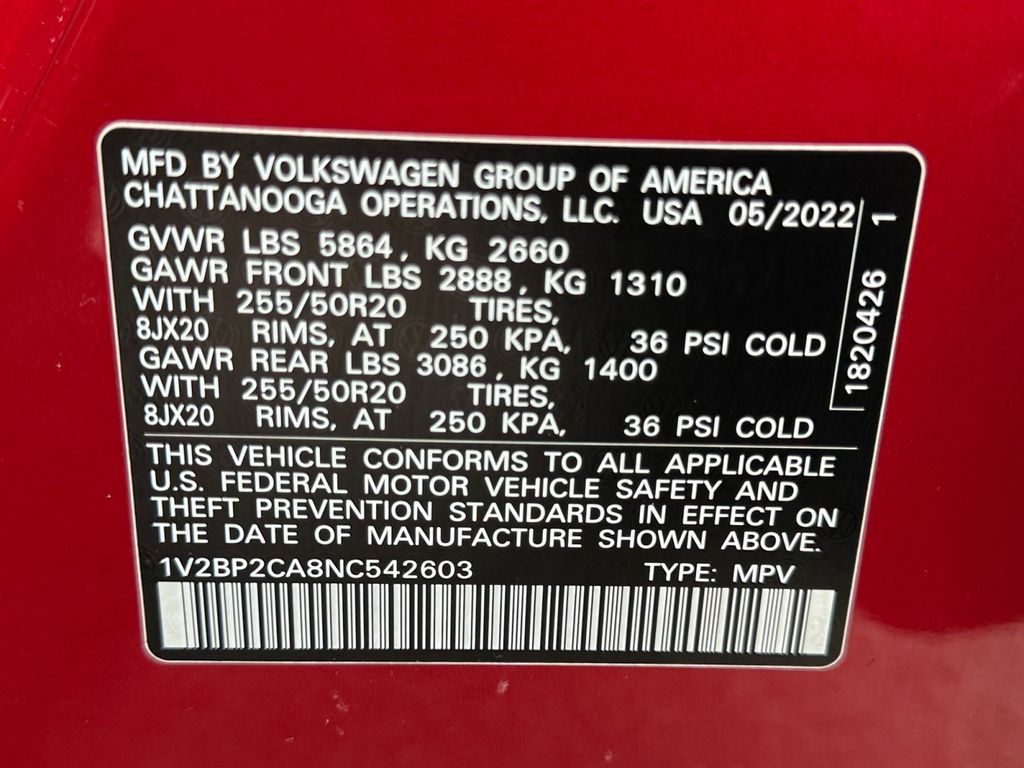 MFD BY VOLKSWAGEN GROUP OF AMERICA
CHATTANOOGA OPERATIONS, LLC. USA 05/2022
GVWR LBS 5864, KG 2660
GAWR FRONT LBS 2888, KG 1310
WITH 255/50R20 TIRES,
8JX20 RIMS, AT 250 KPA, 36 PSI COLD
GAWR REAR LBS 3086, KG 1400
WITH 255/50R20 TIRES,
8JX20 RIMS, AT 250 KPA, 36 PSI COLD
1820426 1
THIS VEHICLE CONFORMS TO ALL APPLICABLE
U.S. FEDERAL MOTOR VEHICLE SAFETY AND
THEFT PREVENTION STANDARDS IN EFFECT ON
THE DATE OF MANUFACTURE SHOWN ABOVE.
1V2BP2CA8NC542603 TYPE: MPV